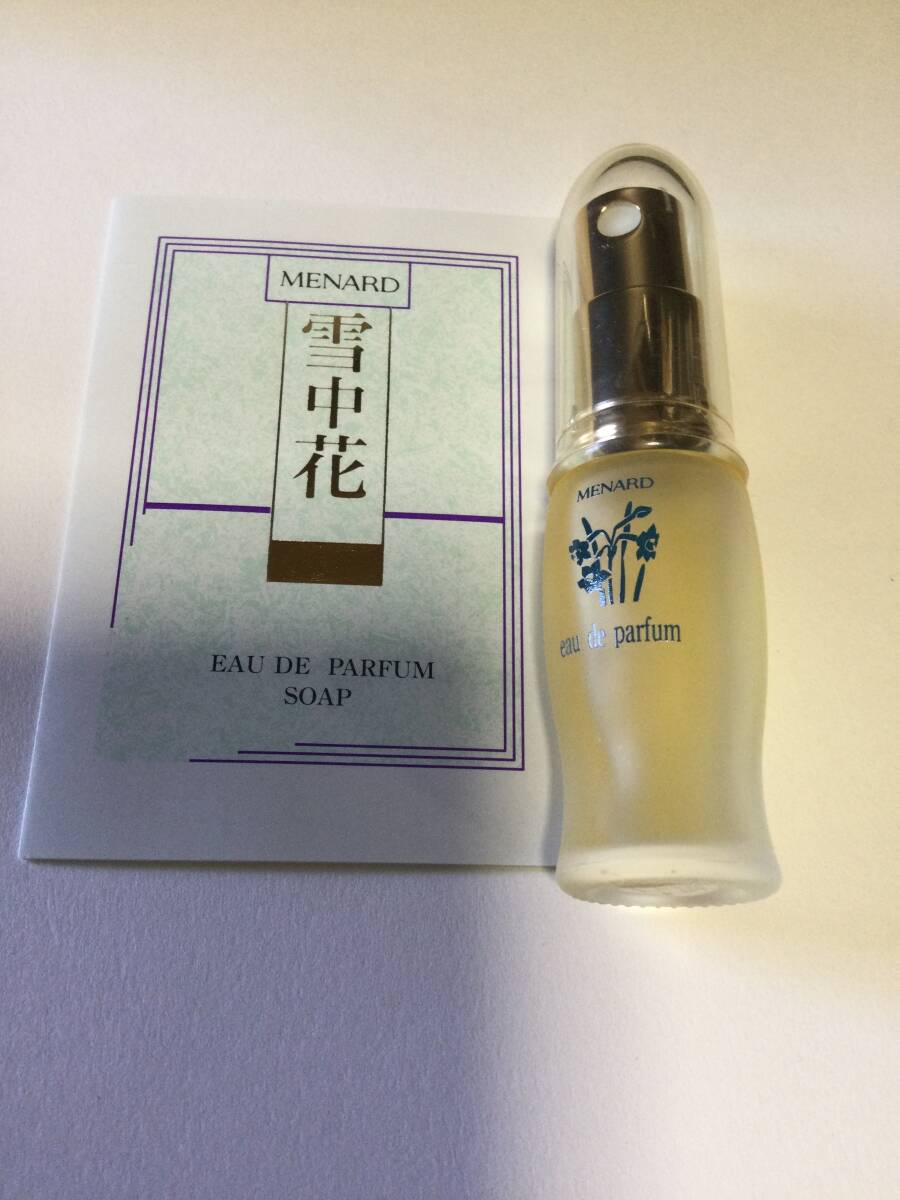 MENARD
雪中花
EAU DE PARFUM
SOAP
MENARD
eau de parfum